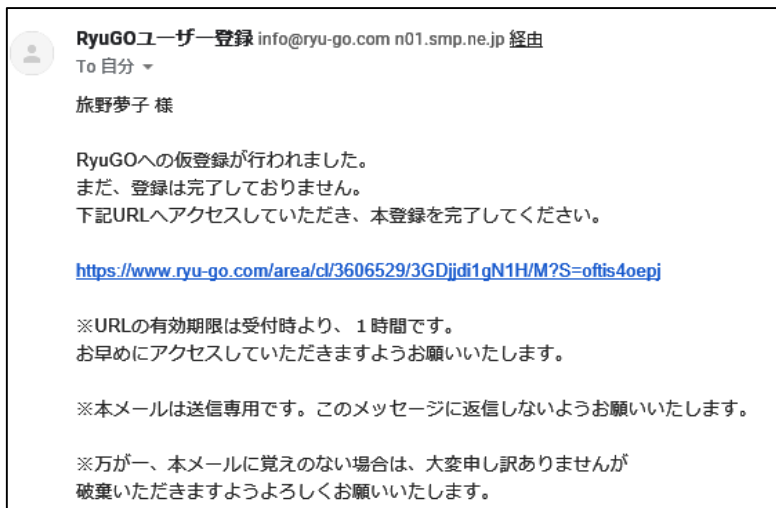 RyuGOユーザー登録 info@ryu-go.com n01.smp.ne.jp 経由
To 自分
旅野夢子 様
RyuGOへの仮登録が行われました。
まだ、登録は完了しておりません。
下記URLへアクセスしていただき、本登録を完了してください。
https://www.ryu-go.com/area/cl/3606529/3GDjjdi1gN1H/M?S=oftis4oepj
※URLの有効期限は受付時より、１時間です。
お早めにアクセスしていただきますようお願いいたします。
※本メールは送信専用です。このメッセージに返信しないようお願いいたします。
※万が一、本メールに覚えのない場合は、大変申し訳ありませんが
破棄いただきますようよろしくお願いいたします。